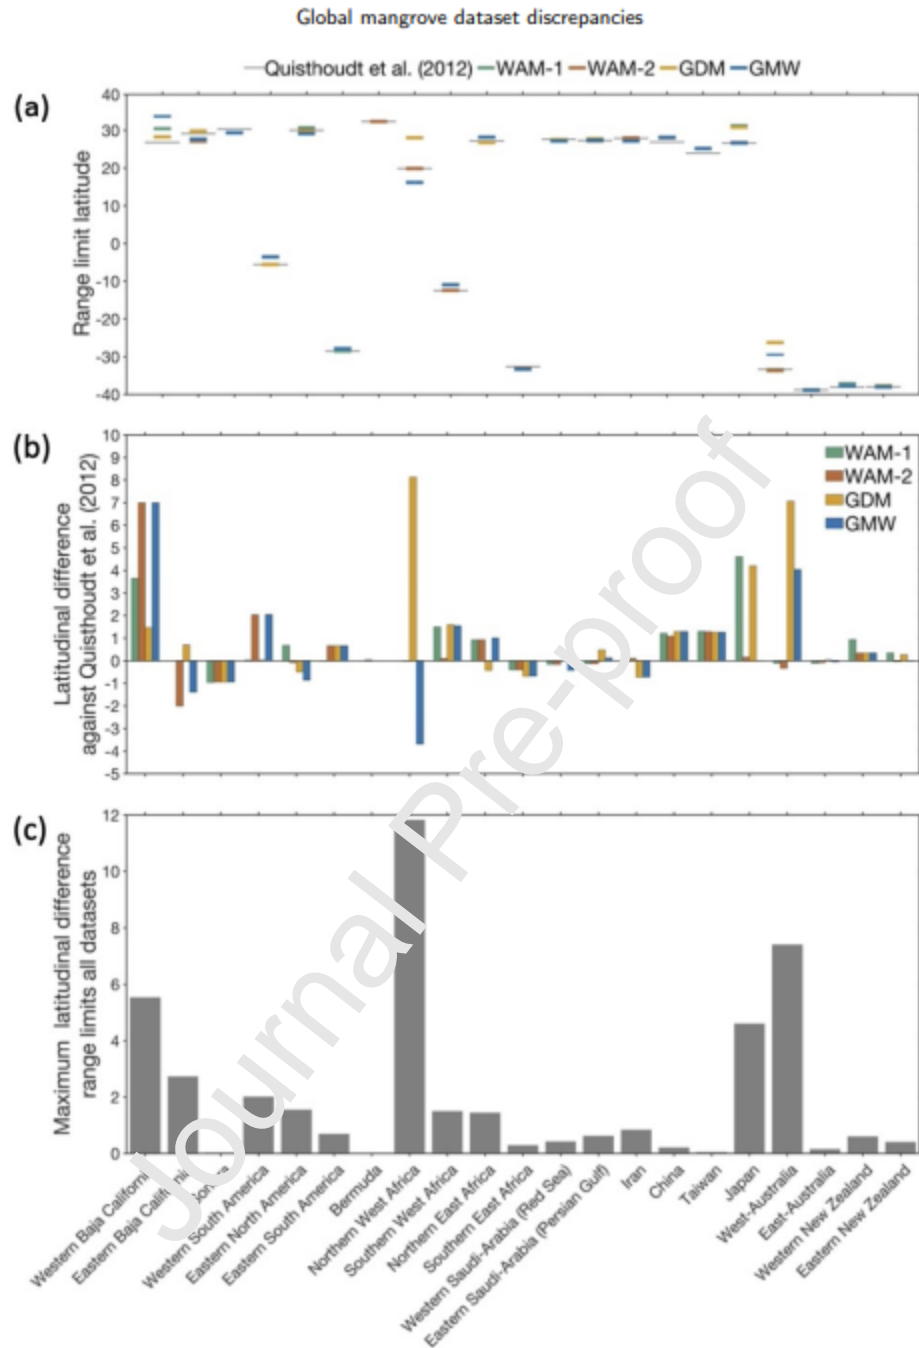 Global mangrove dataset discrepancies
Quisthoudt et al. (2012) WAM-1 WAM-2 GDM GMW
(a)
Range limit latitude
40
30
20
10
0
-10
-20
-30
-40
(b)
Latitudinal difference
against Quisthoudt et al. (2012)
10
9
8
7
6
5
4
3
2
1
0
-1
-2
-3
-4
-5
WAM-1
WAM-2
GDM
GMW
(c)
Maximum latitudinal difference
range limits all datasets
12
10
8
6
4
2
0
Western Baja California
Eastern Baja California
Sonora
Western South America
Eastern North America
Eastern South America
Bermuda
Northern West Africa
Southern West Africa
Northern East Africa
Southern East Africa
Western Saudi-Arabia (Red Sea)
Eastern Saudi-Arabia (Persian Gulf)
Iran
China
Taiwan
Japan
West-Australia
East-Australia
Western New Zealand
Eastern New Zealand
Journal Pre-proof